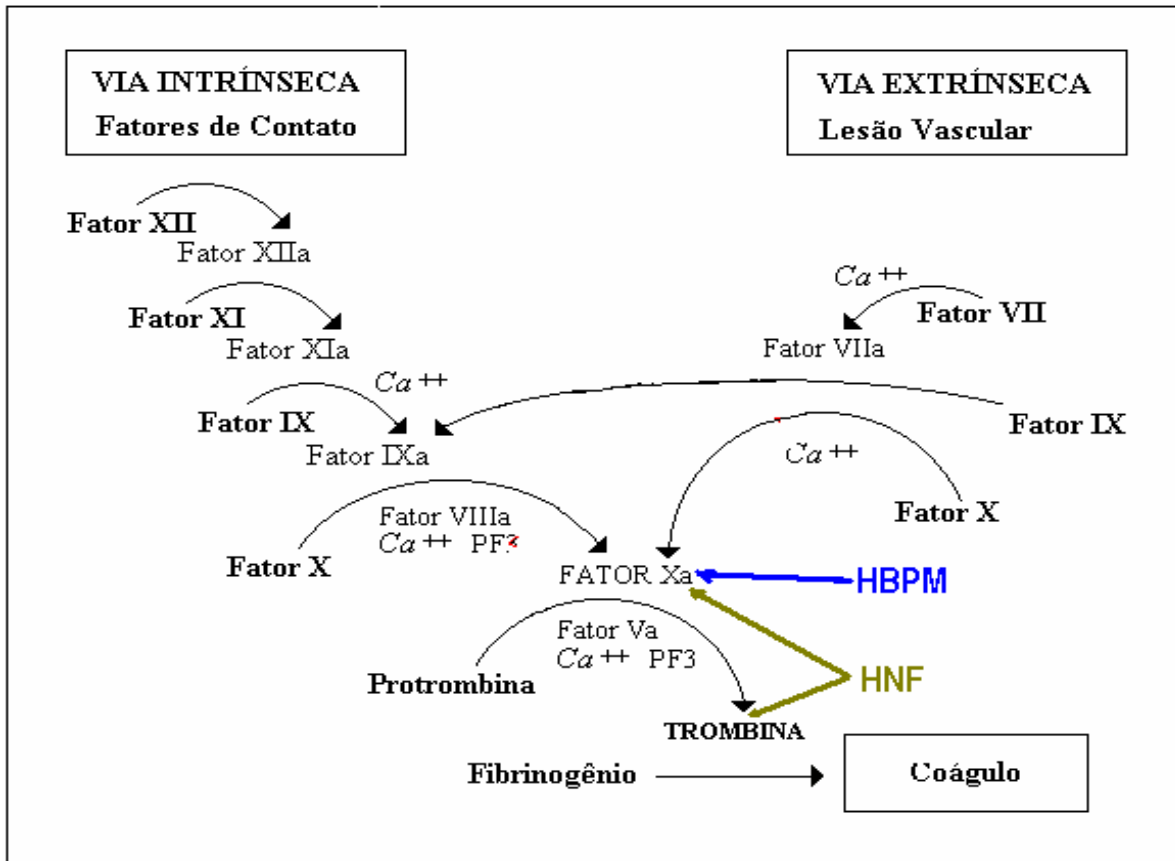 VIA INTRÍNSECA
Fatores de Contato
VIA EXTRÍNSECA
Lesão Vascular
Fator XII
Fator XIIa
Fator XI
Fator XIa
Ca ++
Fator IX
Fator IXa
Fator VIIIa
Ca ++ PF3
Fator X
Ca ++
Fator VII
Fator VIIa
Fator IX
Ca ++
Fator X
FATOR Xa
HBPM
Fator Va
Ca ++ PF3
Protrombina
HNF
TROMBINA
Fibrinogênio
Coágulo